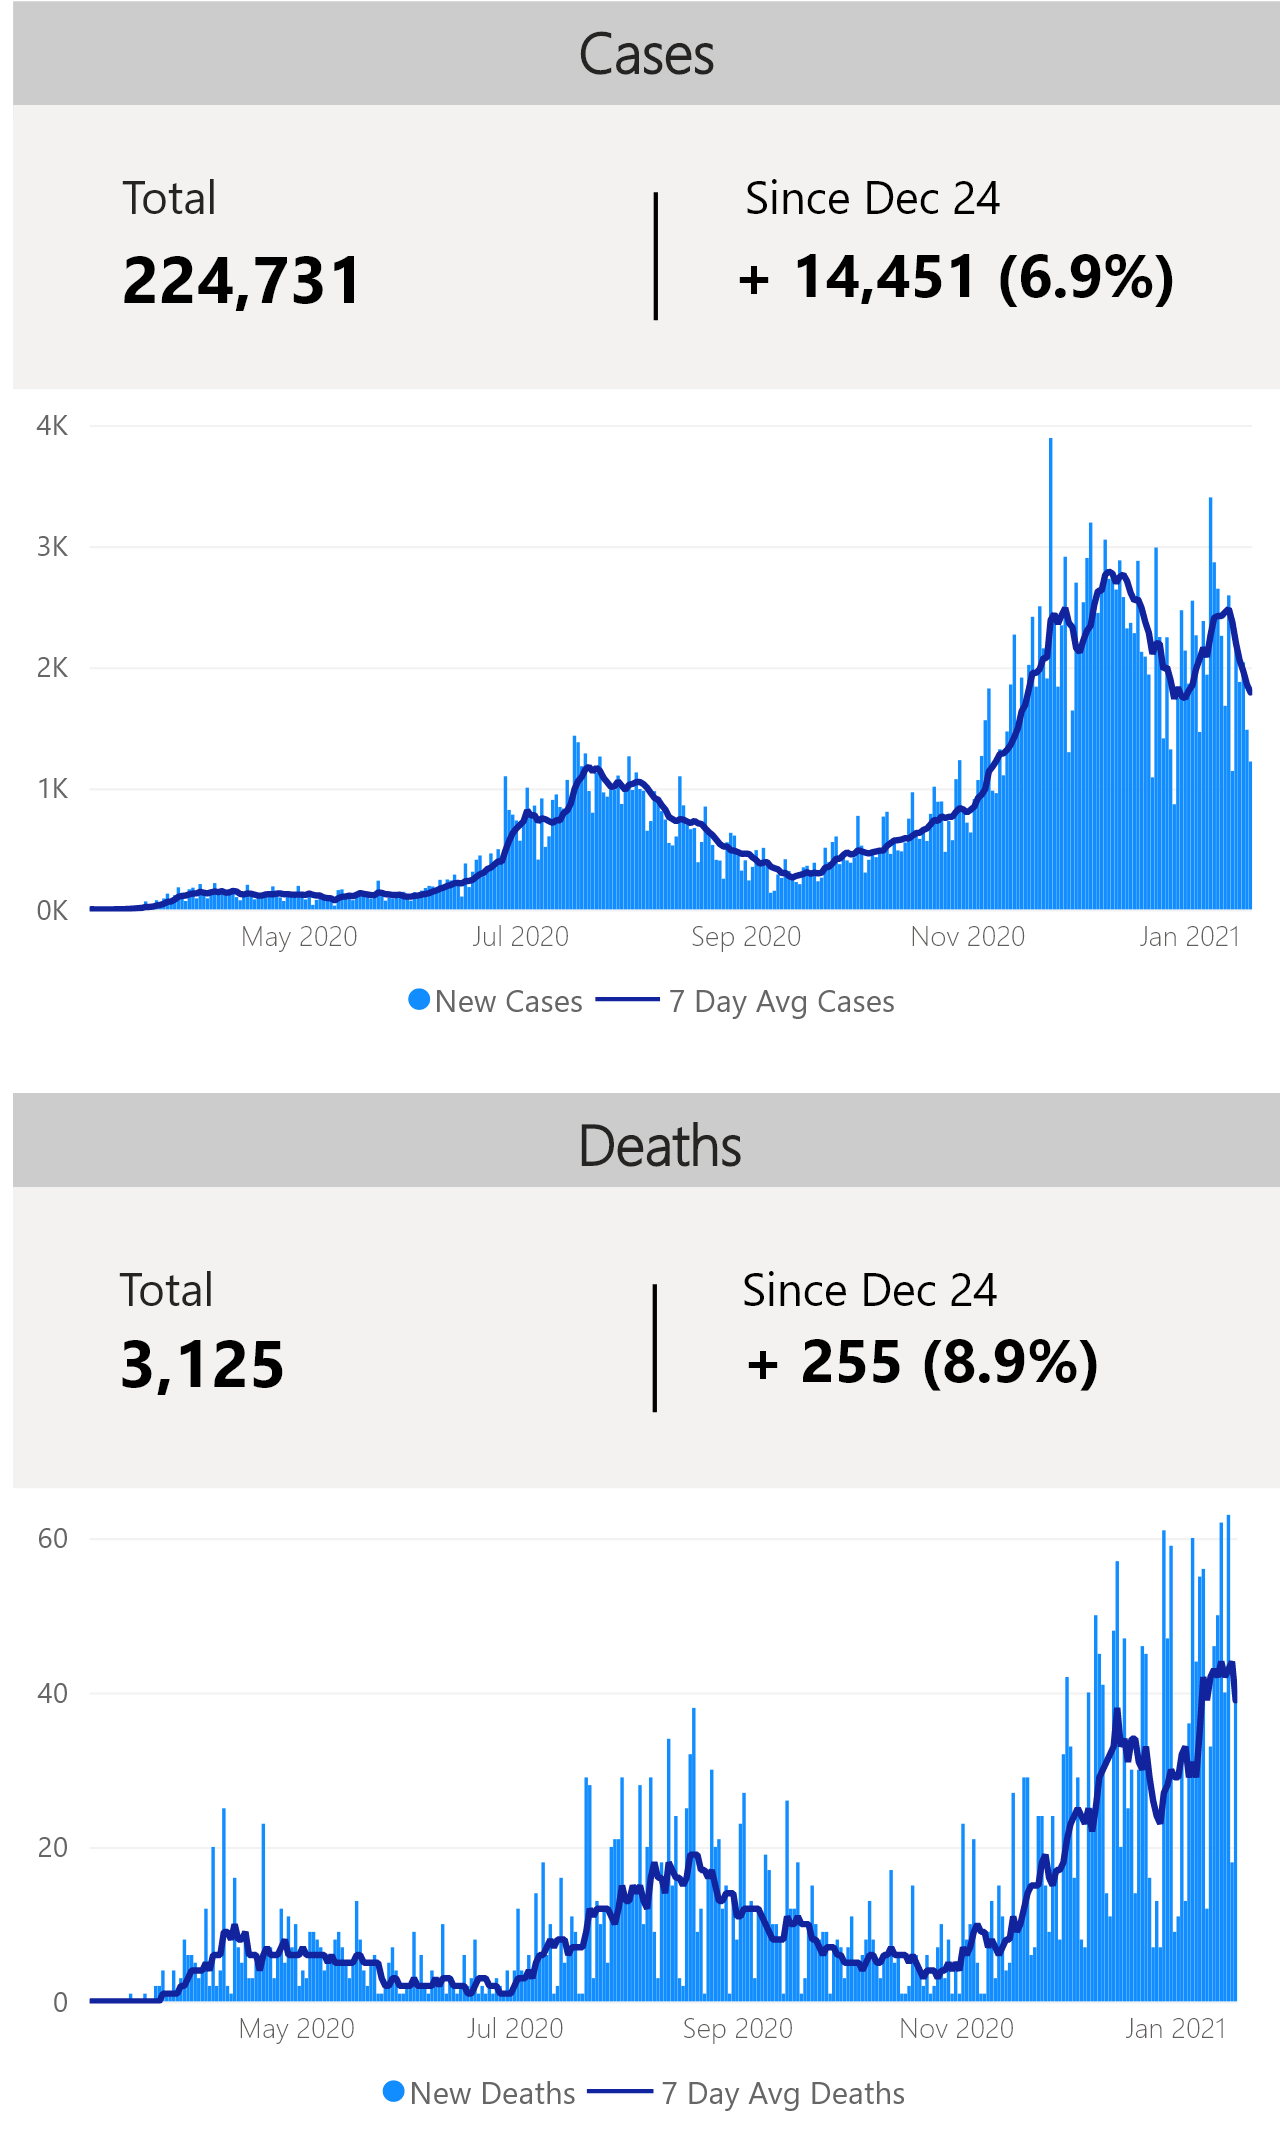 Cases
Total
Since Dec 24
224,731
+ 14,451 (6.9%)
4K
3K
2K
1K
0K
May 2020
Jul 2020
Sep 2020
Nov 2020
Jan 2021
New Cases
7 Day Avg Cases
Deaths
Total
Since Dec 24
3,125
+ 255 (8.9%)
60
40
20
0
May 2020
Jul 2020
Sep 2020
Nov 2020
Jan 2021
New Deaths
7 Day Avg Deaths